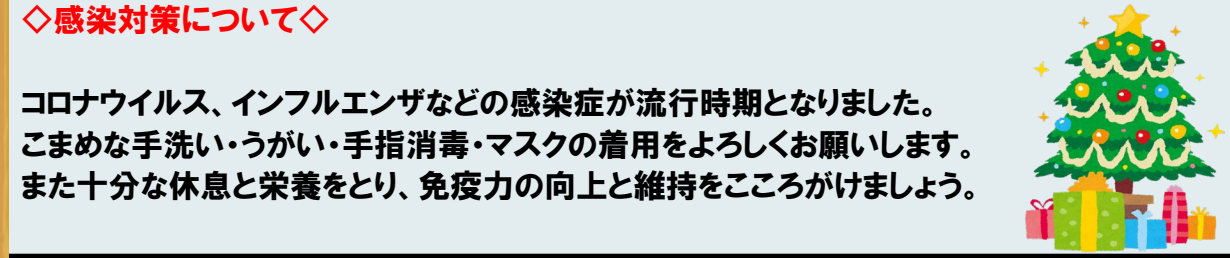 ◇感染対策について◇
コロナウイルス、インフルエンザなどの感染症が流行時期となりました。
こまめな手洗い・うがい・手指消毒・マスクの着用をよろしくお願いします。
また十分な休息と栄養をとり、免疫力の向上と維持をこころがけましょう。